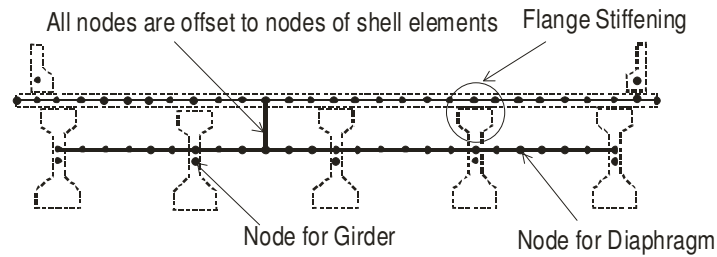 All nodes are offset to nodes of shell elements
Flange Stiffening
Node for Girder
Node for Diaphragm